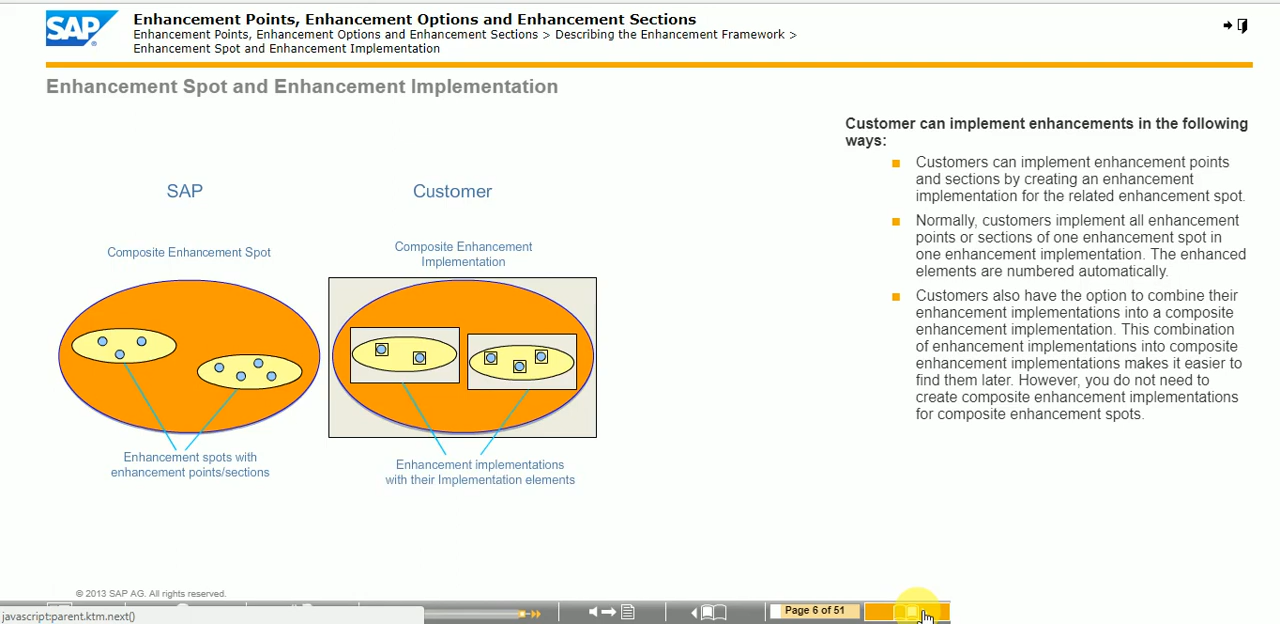 SAP
Enhancement Points, Enhancement Options and Enhancement Sections
Enhancement Points, Enhancement Options and Enhancement Sections > Describing the Enhancement Framework >
Enhancement Spot and Enhancement Implementation
Enhancement Spot and Enhancement Implementation
SAP
Customer
Composite Enhancement Spot
Composite Enhancement
Implementation
Enhancement spots with
enhancement points/sections
Enhancement implementations
with their Implementation elements
Customer can implement enhancements in the following
ways:
Customers can implement enhancement points
and sections by creating an enhancement
implementation for the related enhancement spot.
Normally, customers implement all enhancement
points or sections of one enhancement spot in
one enhancement implementation. The enhanced
elements are numbered automatically.
Customers also have the option to combine their
enhancement implementations into a composite
enhancement implementation. This combination
of enhancement implementations into composite
enhancement implementations makes it easier to
find them later. However, you do not need to
create composite enhancement implementations
for composite enhancement spots.
© 2013 SAP AG. All rights reserved.
javascript:parent.ktm.next()
Page 6 of 51